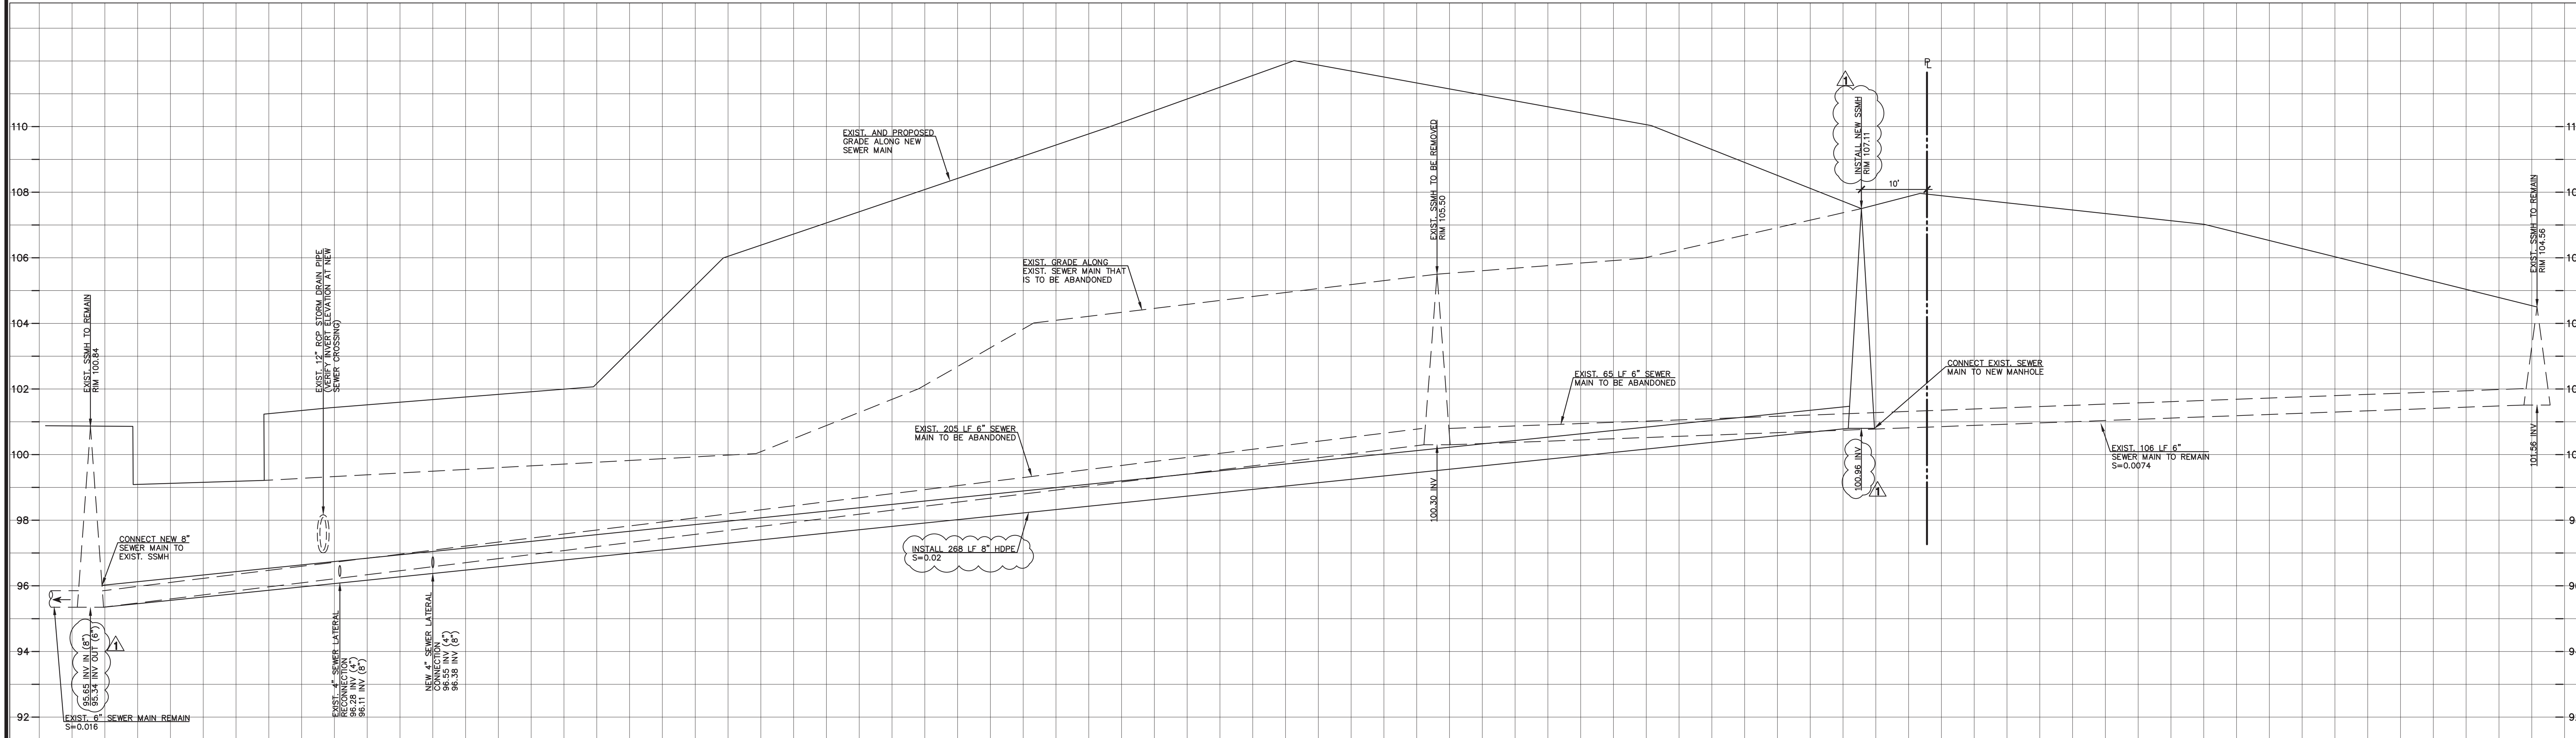 110
108
106
104
102
100
98
96
94
92
EXIST. SSMH TO REMAIN
RIM 100.84
CONNECT NEW 8"
SEWER MAIN TO
EXIST. SSMH
95.65 INV IN (8")
95.34 INV OUT (6")
1
EXIST. 6" SEWER MAIN REMAIN
S=0.016
EXIST. 12" RCP STORM DRAIN PIPE
(VERIFY INVERT ELEVATION AT NEW
SEWER CROSSING)
EXIST. 4" SEWER LATERAL
RECONNECTION
96.28 INV (4")
96.11 INV (8")
NEW 4" SEWER LATERAL
CONNECTION
96.55 INV (4")
96.38 INV (8")
EXIST. AND PROPOSED
GRADE ALONG NEW
SEWER MAIN
EXIST. GRADE ALONG
EXIST. SEWER MAIN THAT
IS TO BE ABANDONED
EXIST. 205 LF 6" SEWER
MAIN TO BE ABANDONED
INSTALL 268 LF 8" HDPE
S=0.02
EXIST. SSMH TO BE REMOVED
RIM 105.50
100.30 INV
EXIST. 65 LF 6" SEWER
MAIN TO BE ABANDONED
1
INSTALL NEW SSMH
RIM 107.11
10'
PL
100.96 INV
1
CONNECT EXIST. SEWER
MAIN TO NEW MANHOLE
EXIST. 106 LF 6"
SEWER MAIN TO REMAIN
S=0.0074
EXIST. SSMH TO REMAIN
RIM 104.56
101.56 INV